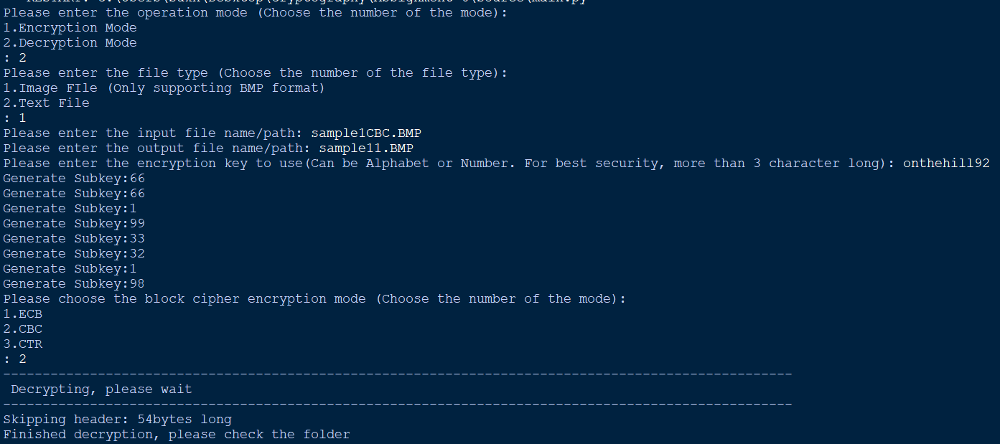 Please enter the operation mode (Choose the number of the mode):
1.Encryption Mode
2.Decryption Mode
: 2
Please enter the file type (Choose the number of the file type):
1.Image FIle (Only supporting BMP format)
2.Text File
: 1
Please enter the input file name/path: sample1CBC.BMP
Please enter the output file name/path: sample11.BMP
Please enter the encryption key to use(Can be Alphabet or Number. For best security, more than 3 character long): onthehill92
Generate Subkey:66
Generate Subkey:66
Generate Subkey:1
Generate Subkey:99
Generate Subkey:33
Generate Subkey:32
Generate Subkey:1
Generate Subkey:98
Please choose the block cipher encryption mode (Choose the number of the mode):
1.ECB
2.CBC
3.CTR
: 2
----------------------------------------------------------------------------------------------------
Decrypting, please wait
----------------------------------------------------------------------------------------------------
Skipping header: 54bytes long
Finished decryption, please check the folder